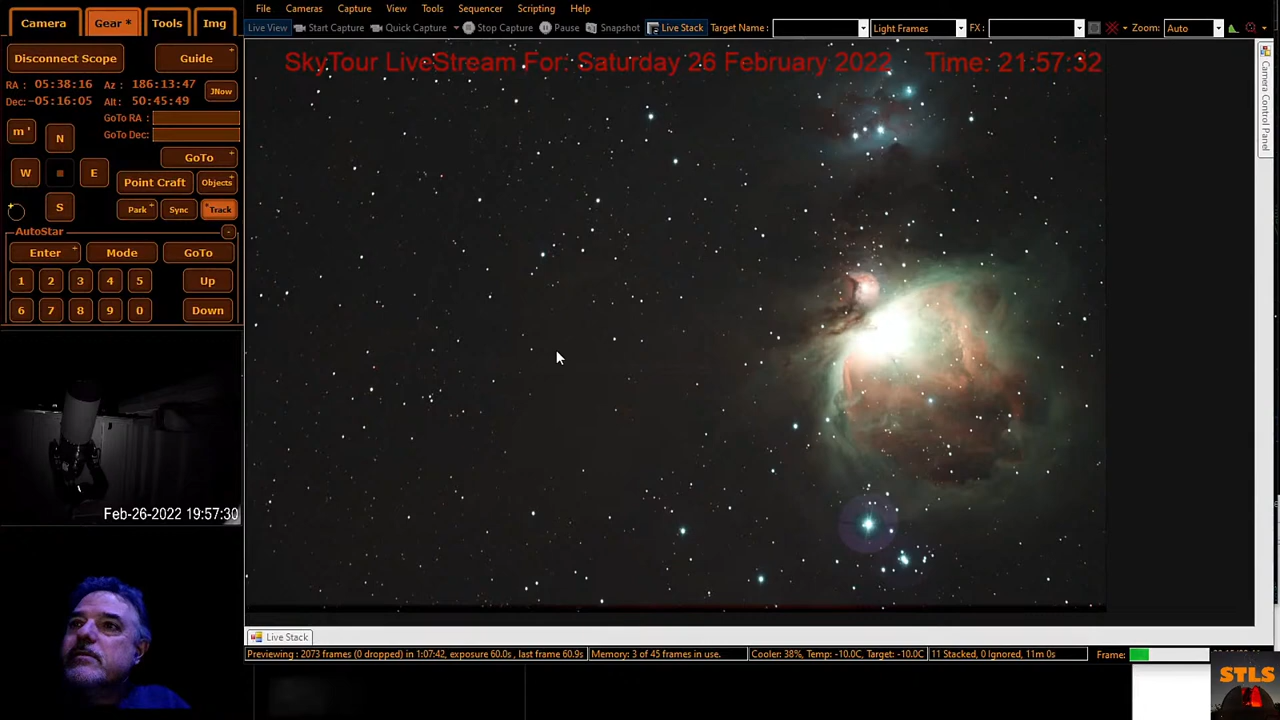 Camera Gear * Tools Img
File Cameras Capture View Tools Sequencer Scripting Help
Live View Start Capture Quick Capture Stop Capture Pause Snapshot Live Stack Target Name : Light Frames FX : Zoom: Auto
Disconnect Scope Guide
RA : 05:38:16 Az : 186:13:47
Dec: -05:16:05 Alt: 50:45:49 JNow
GoTo RA :
GoTo Dec:
m '
N
GoTo
W E
Point Craft Objects
S
Park Sync Track
AutoStar
Enter Mode GoTo
1 2 3 4 5 Up
6 7 8 9 0 Down
SkyTour LiveStream For: Saturday 26 February 2022 Time: 21:57:32
Camera Control Panel
Feb-26-2022 19:57:30
Live Stack
Previewing : 2073 frames (0 dropped) in 1:07:42, exposure 60.0s , last frame 60.9s Memory: 3 of 45 frames in use. Cooler: 38%, Temp: -10.0C, Target: -10.0C 11 Stacked, 0 Ignored, 11m 0s Frame:
STLS